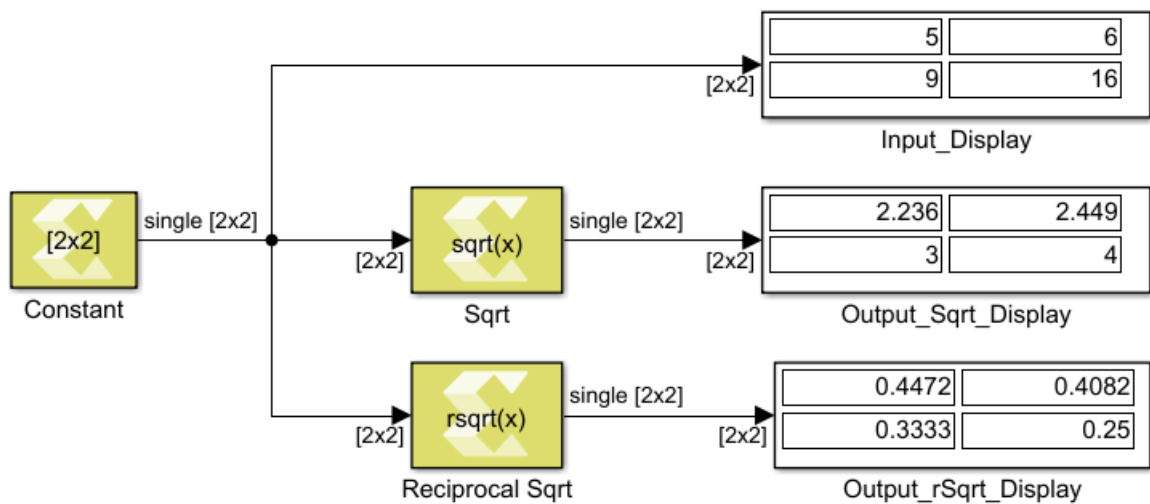 5 6
[2x2] 9 16
Input_Display
single [2x2] single [2x2] 2.236 2.449
[2x2] sqrt(x)
[2x2] [2x2] 3 4
Constant Sqrt Output_Sqrt_Display
single [2x2] 0.4472 0.4082
rsqrt(x)
[2x2] [2x2] 0.3333 0.25
Reciprocal Sqrt Output_rSqrt_Display